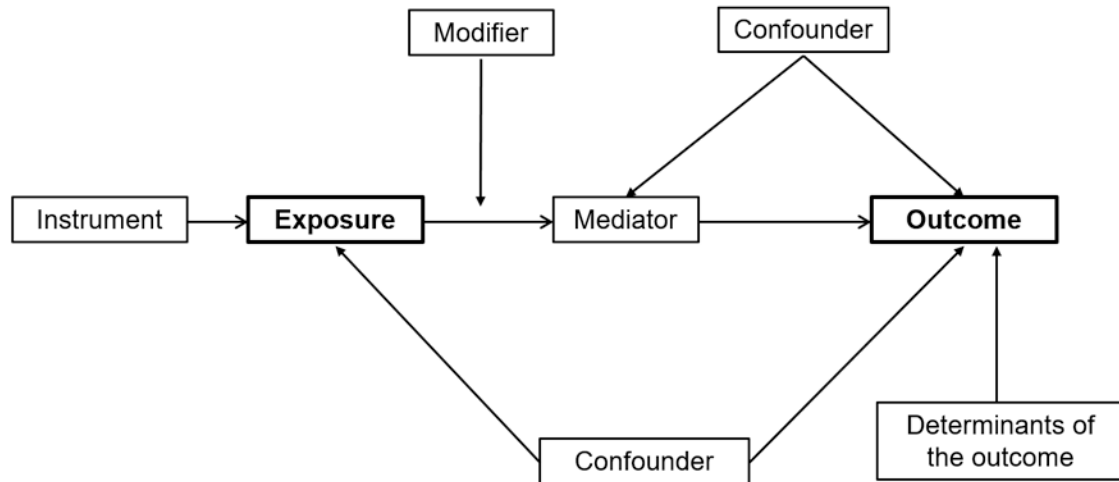 Modifier
Confounder
Instrument
Exposure
Mediator
Outcome
Confounder
Determinants of
the outcome